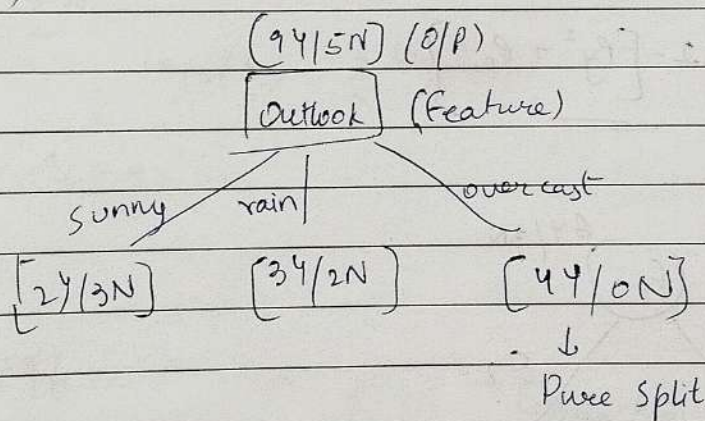 [9Y/5N] (O/P)
Outlook (Feature)
sunny rain overcast
[2Y/3N] [3Y/2N] [4Y/0N]
↓
Pure Split